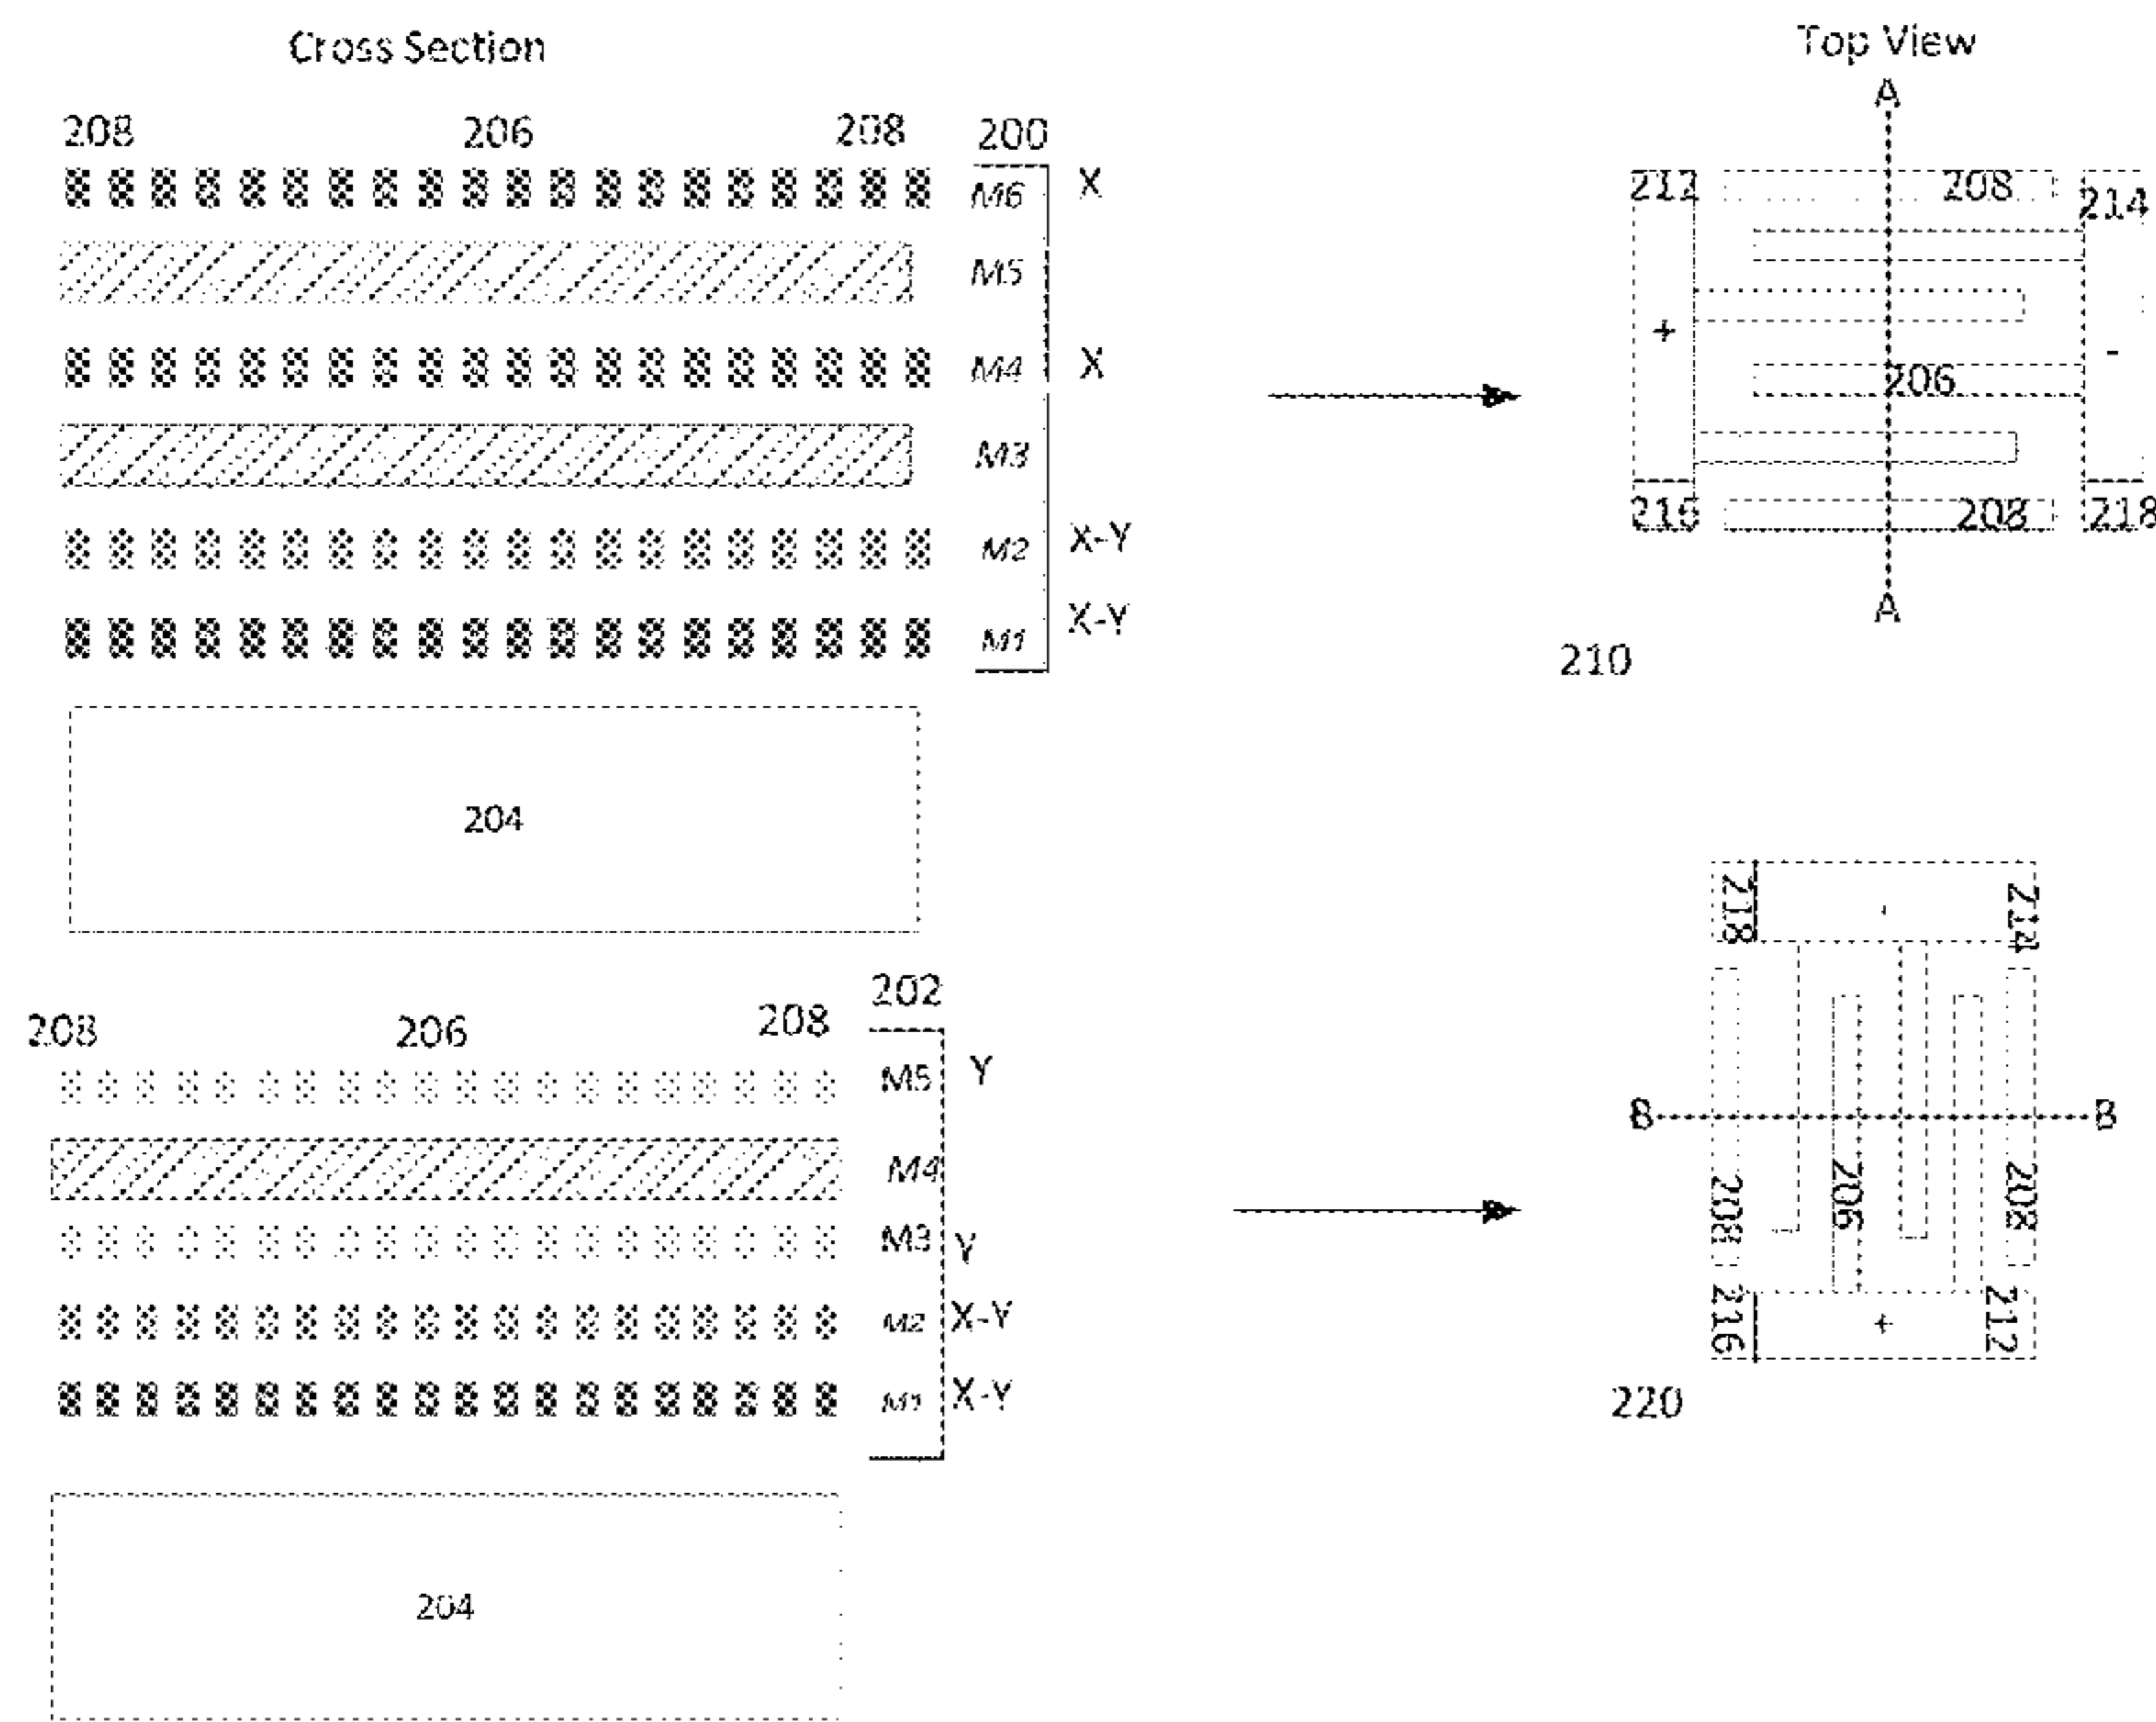 Cross Section
Top View
A
208 206 208 200
M6 X
M5
M4 X
M3
M2 X-Y
M1 X-Y
204
212 208 214
+ -
206
216 208 218
A
210
208 206 208 202
M5 Y
M4
M3 Y
M2 X-Y
M1 X-Y
204
218 214
B B
208 206 208
216 + 212
220